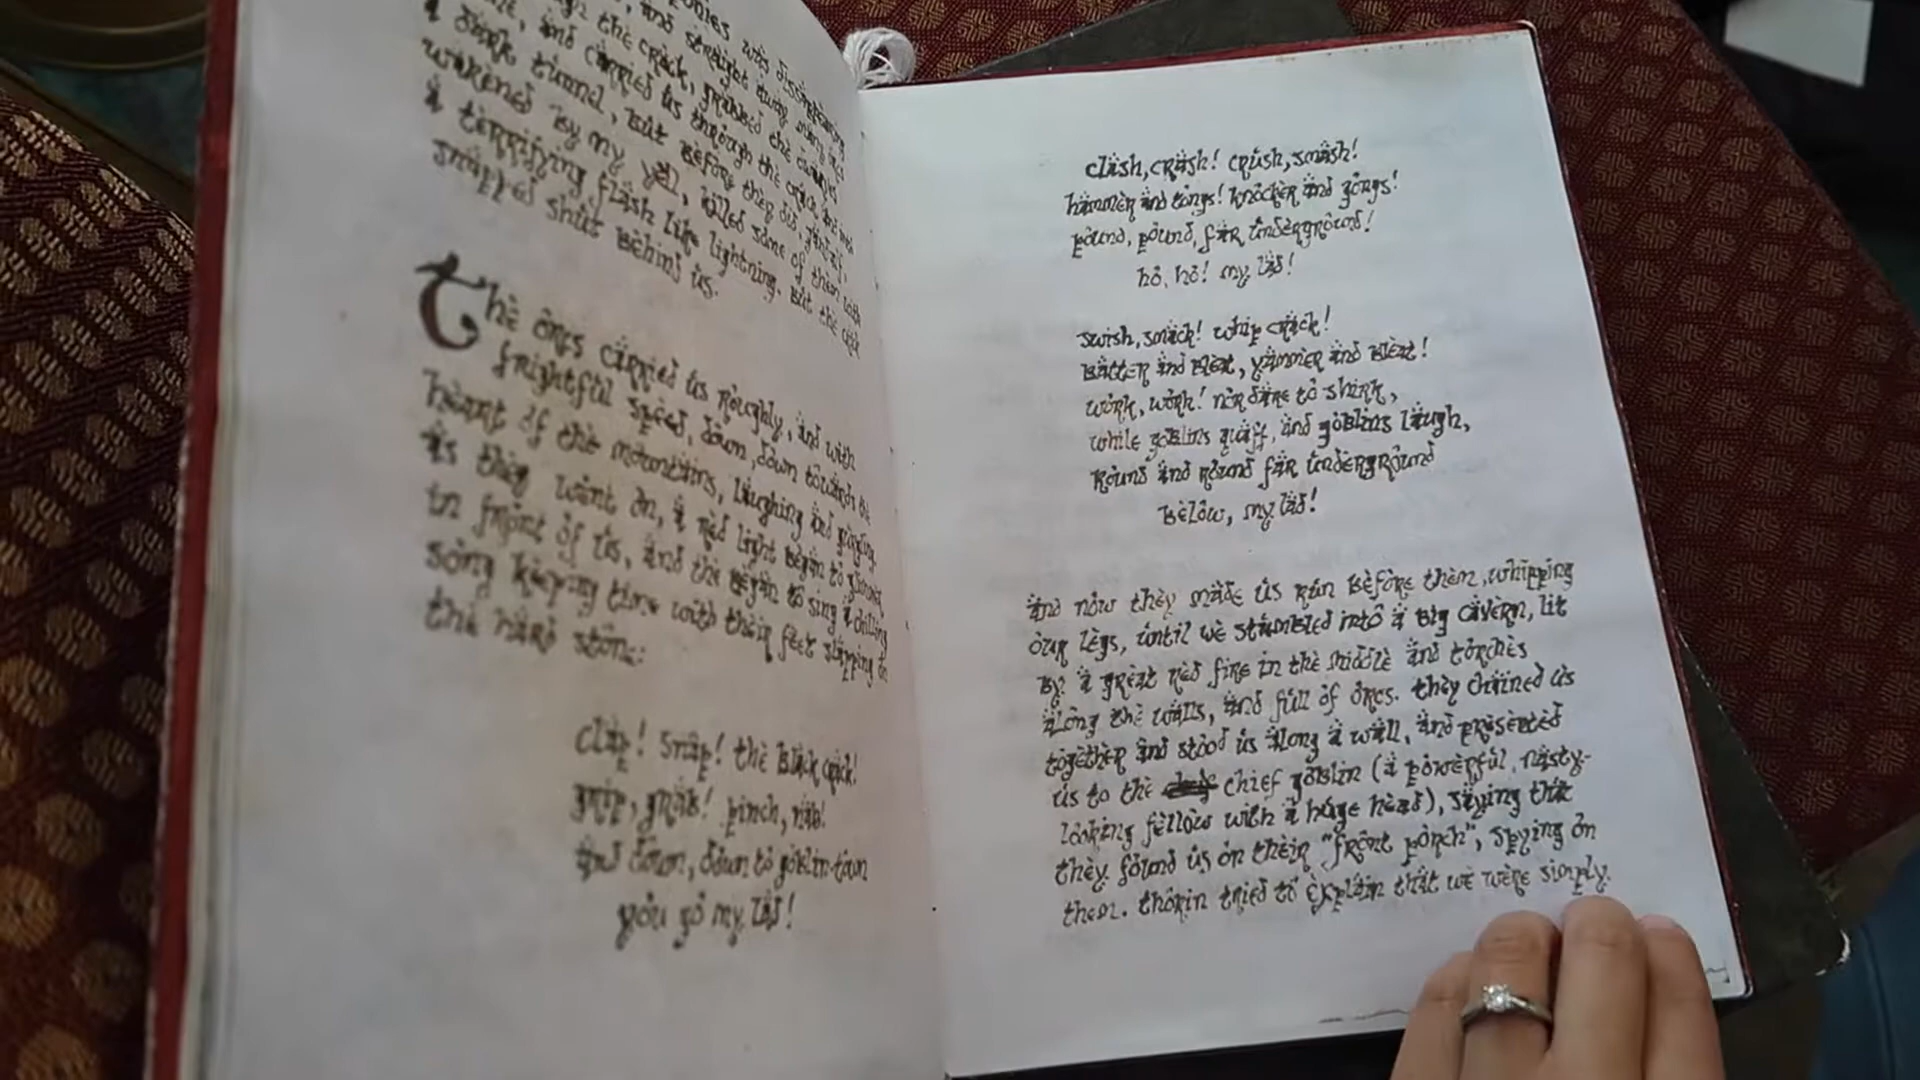 was disappearing
and straight away many orcs
through the crack, grabbed the dwarves
and carried us through the crack and into
a dark tunnel, but before they did, gandalf,
wakened by my yell, killed some of them with
a terrifying flash like lightning. But the crack
snapped shut behind us.
The orcs carried us roughly, and with
frightful speed, down, down towards the
heart of the mountains, laughing and
as they went on, a red light began to
in front of us, and the began to sing a chilling
song keeping time with their feet slapping on
the hard stone:
clap! snap! the black crack!
grip, grab! pinch, nab!
and down, down to goblin-town
you go my lad!
clash, crash! crush, smash!
hammer and tongs! knocker and gongs!
pound, pound, far underground!
ho, ho! my lad!
swish, smack! whip crack!
batter and bleat, yammer and bleat!
work, work! nor dare to shirk,
while goblins quaff, and goblins laugh,
round and round far underground
below, my lad!
and now they made us run before them, whipping
our legs, until we stumbled into a big cavern, lit
by a great red fire in the middle and torches
along the walls, and full of orcs. they chained us
together and stood us along a wall, and presented
us to the chief goblin (a powerful, nasty-
looking fellow with a huge head), saying that
they found us on their "front porch", spying on
them. thorin tried to explain that we were simply